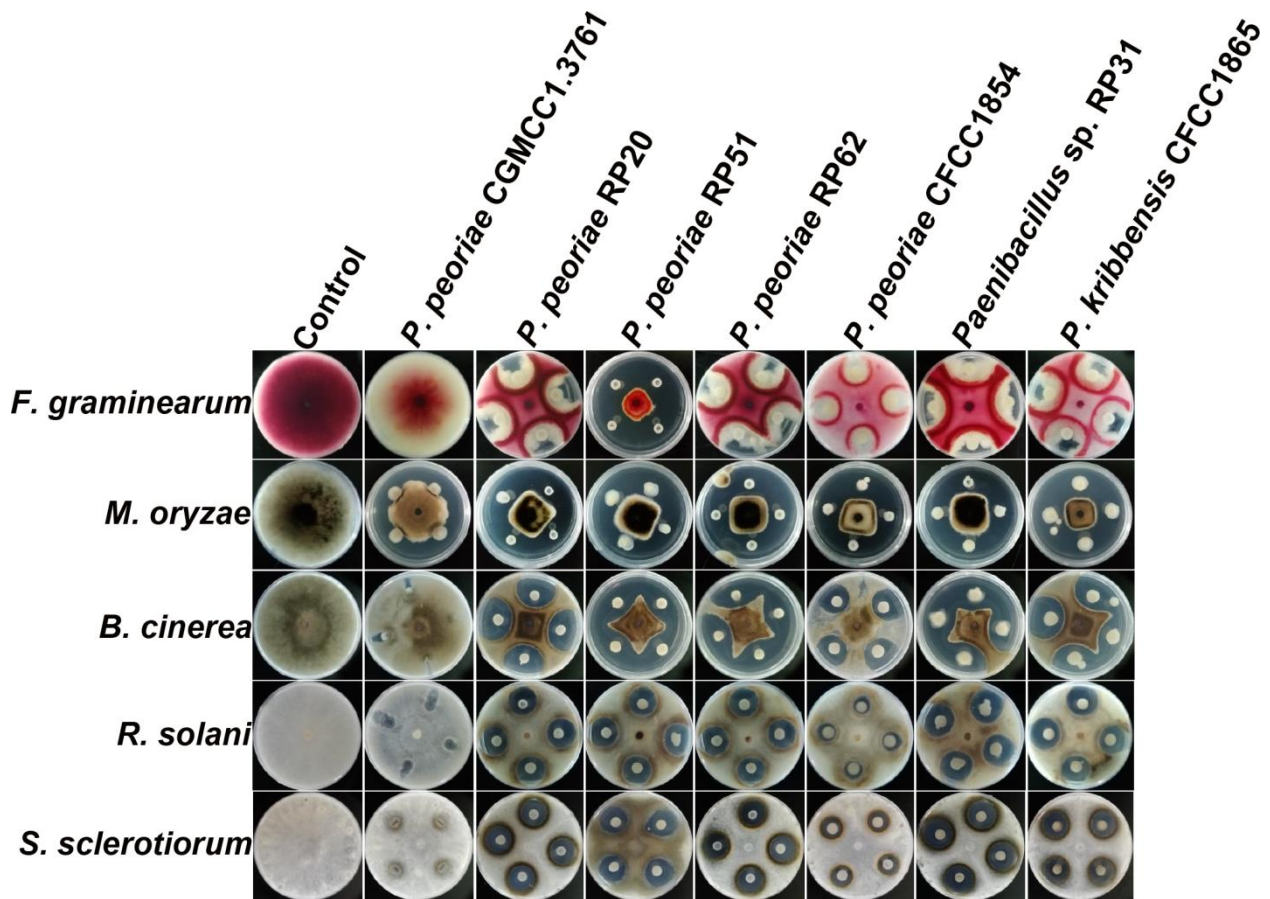 Control
P. peoriae CGMCC1.3761
P. peoriae RP20
P. peoriae RP51
P. peoriae RP62
P. peoriae CFCC1854
Paenibacillus sp. RP31
P. kribbensis CFCC1865
F. graminearum
M. oryzae
B. cinerea
R. solani
S. sclerotiorum